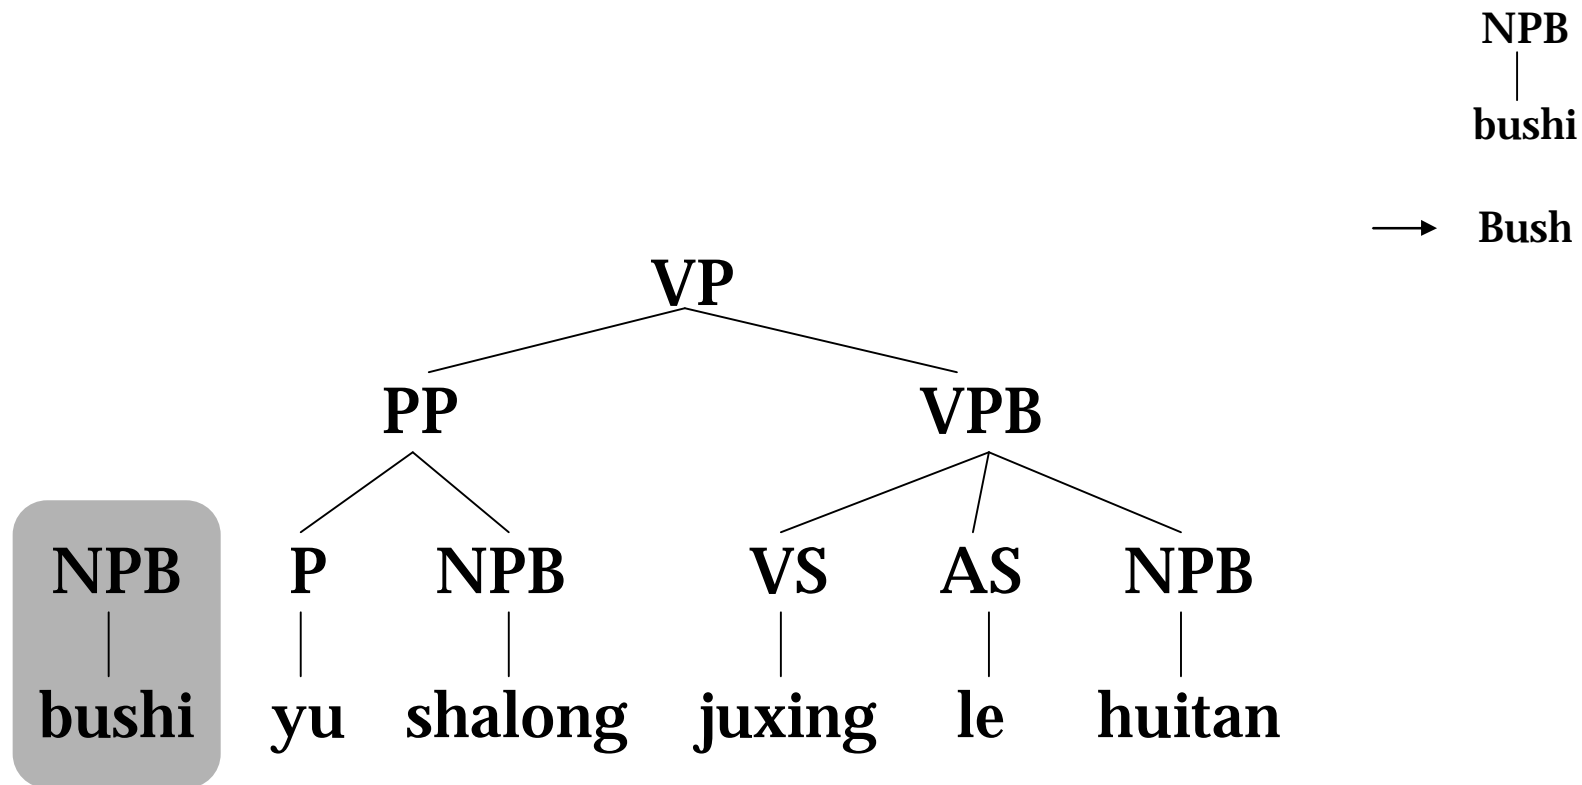 NPB
bushi
→ Bush
VP
PP VPB
NPB P NPB VS AS NPB
bushi yu shalong juxing le huitan